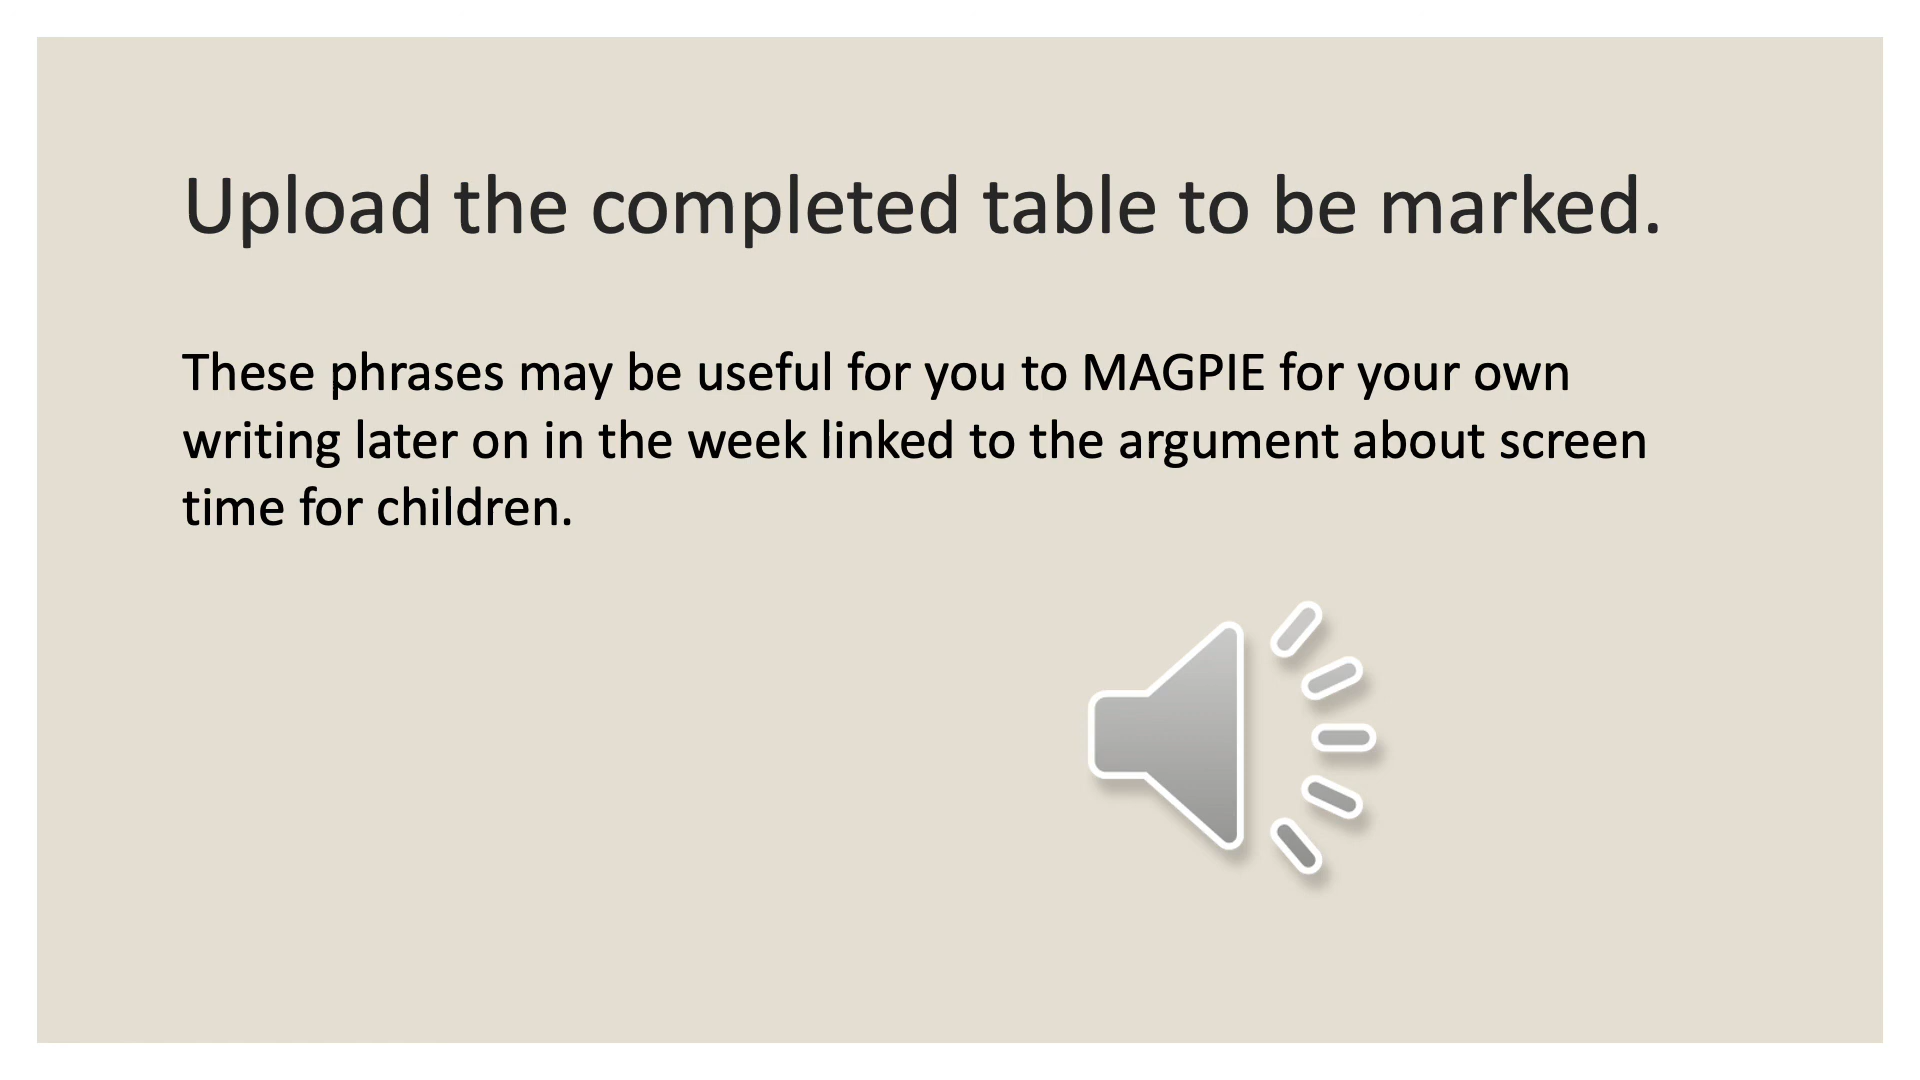 Upload the completed table to be marked.
These phrases may be useful for you to MAGPIE for your own
writing later on in the week linked to the argument about screen
time for children.